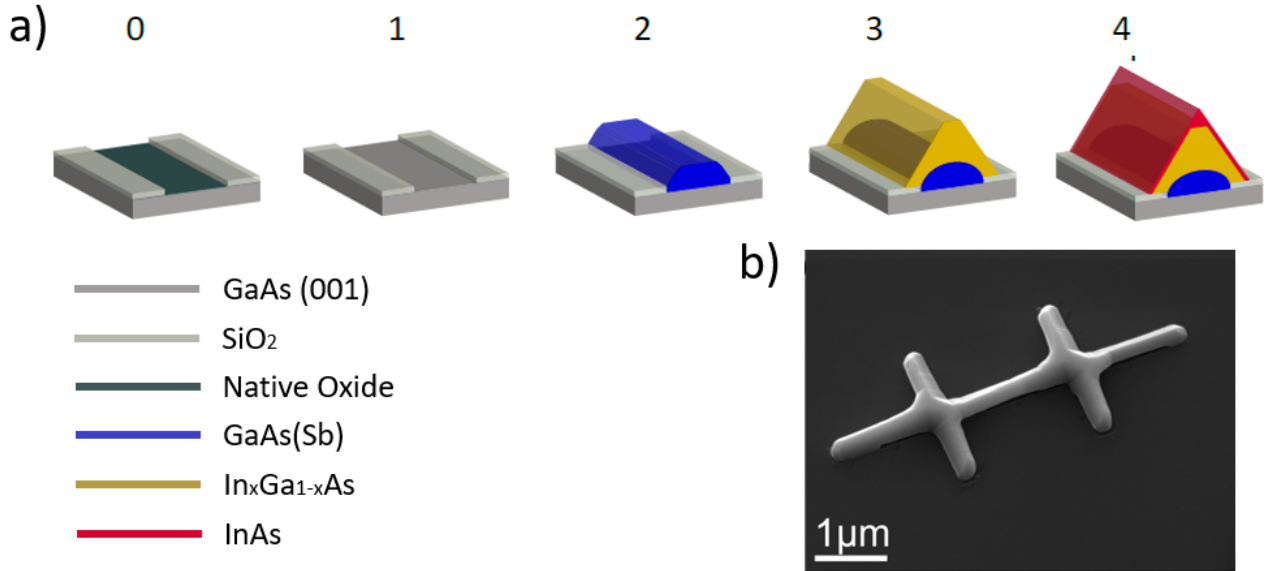 a) 0 1 2 3 4
GaAs (001)
SiO₂
Native Oxide
GaAs(Sb)
InₓGa₁₋ₓAs
InAs
b)
1μm